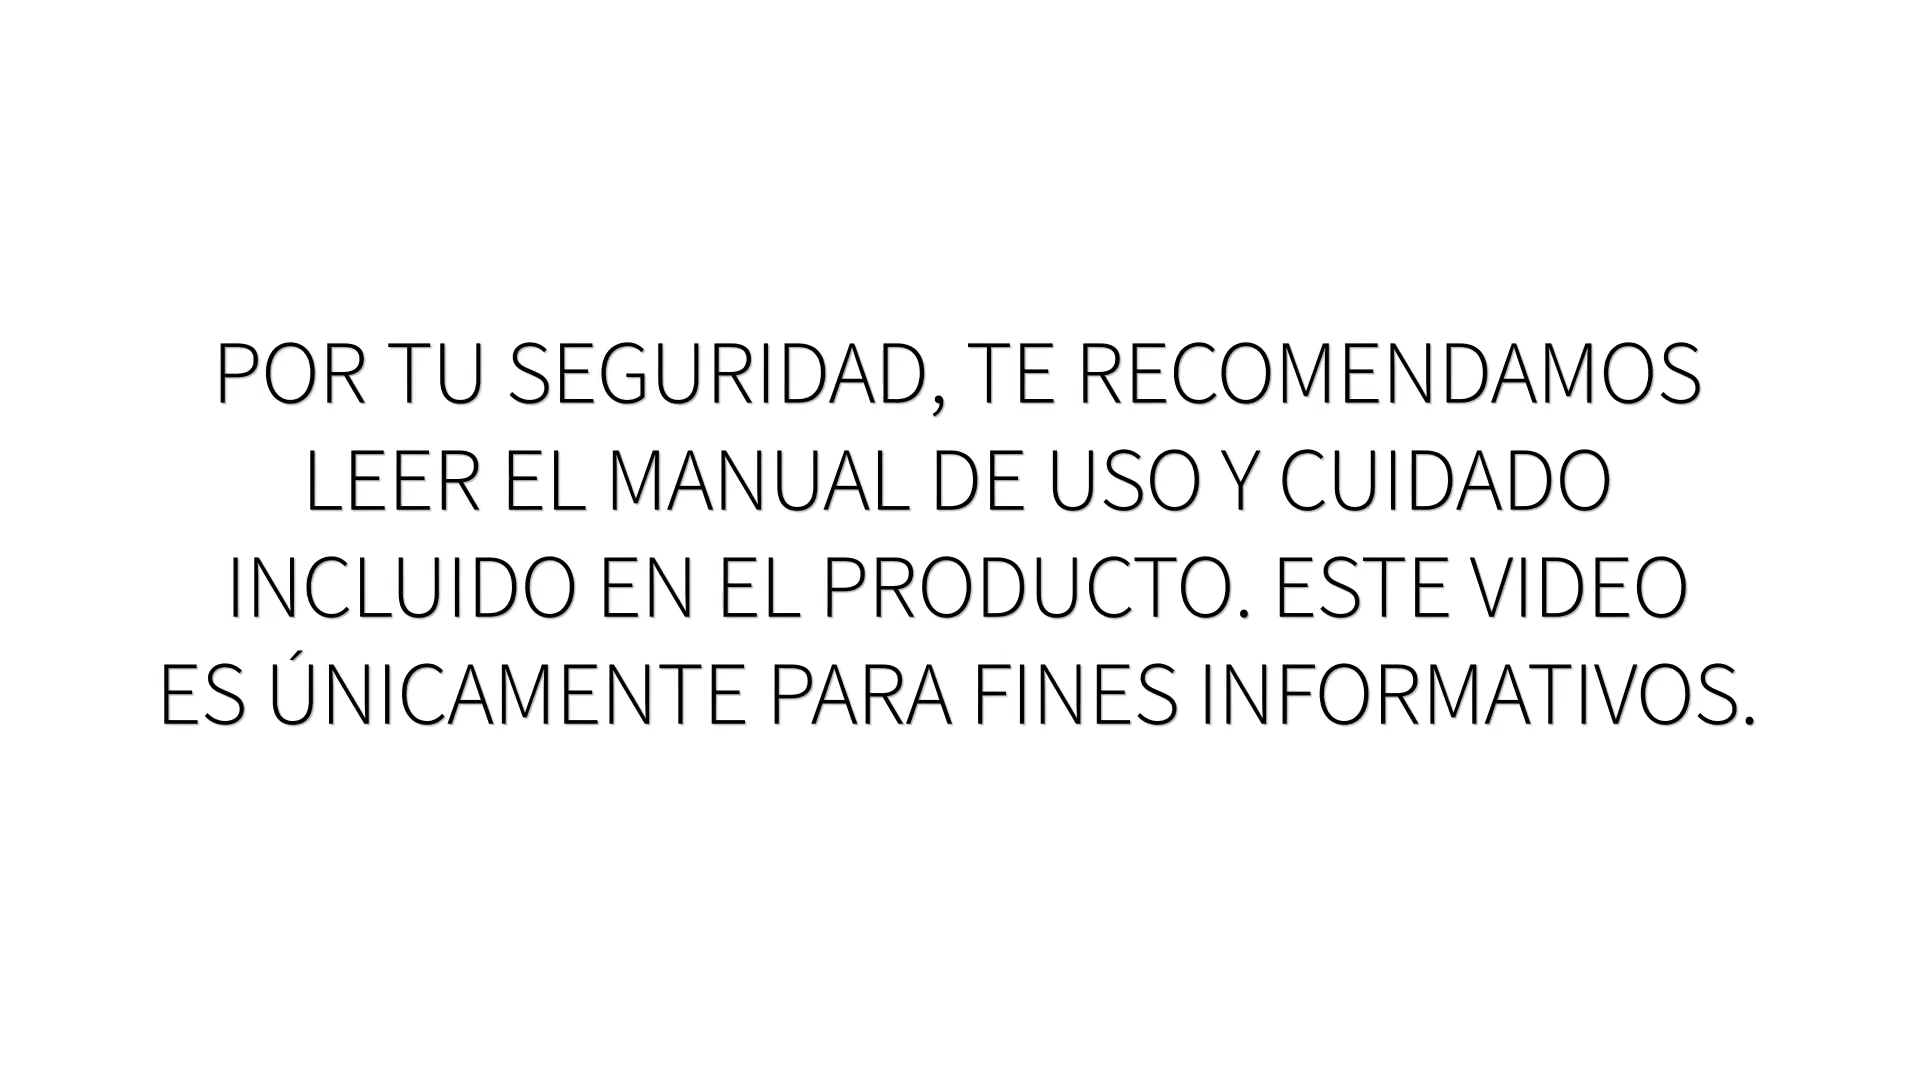 POR TU SEGURIDAD, TE RECOMENDAMOS
LEER EL MANUAL DE USO Y CUIDADO
INCLUIDO EN EL PRODUCTO. ESTE VIDEO
ES ÚNICAMENTE PARA FINES INFORMATIVOS.